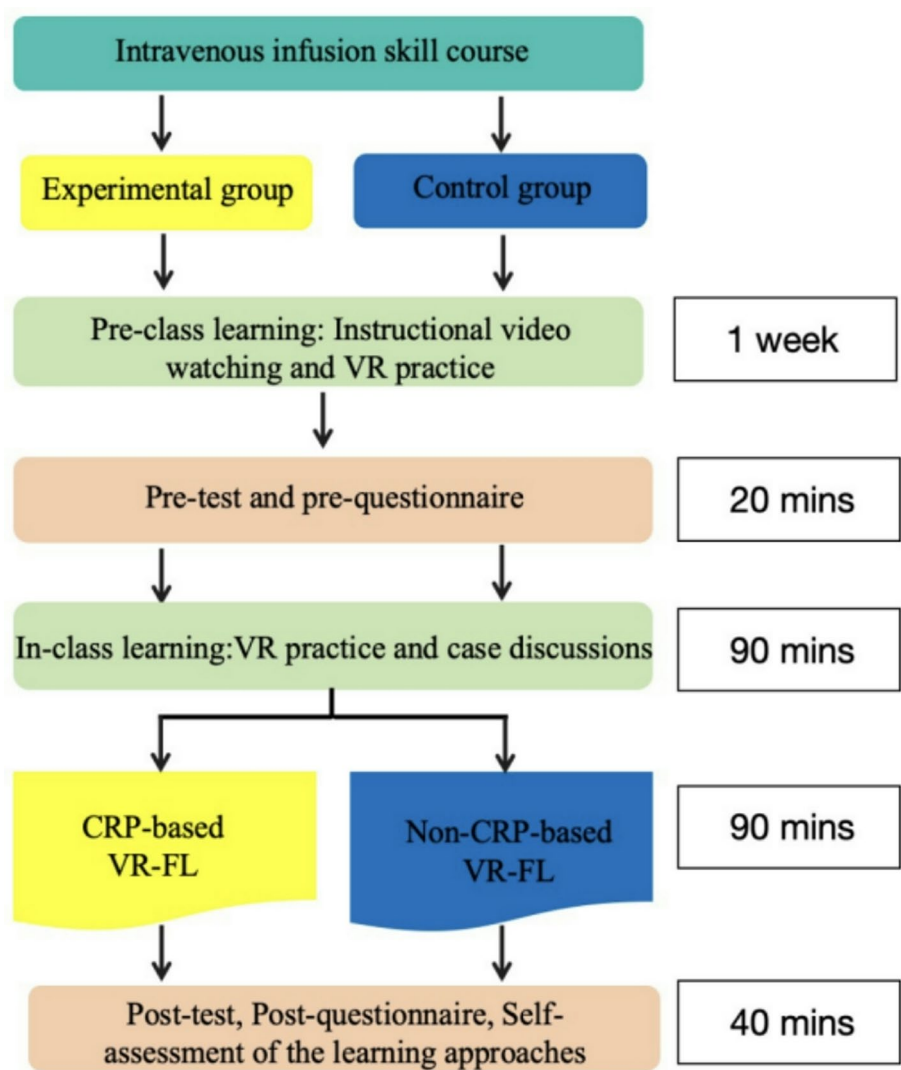 Intravenous infusion skill course
Experimental group
Control group
Pre-class learning: Instructional video
watching and VR practice
1 week
Pre-test and pre-questionnaire
20 mins
In-class learning:VR practice and case discussions
90 mins
CRP-based
VR-FL
Non-CRP-based
VR-FL
90 mins
Post-test, Post-questionnaire, Self-
assessment of the learning approaches
40 mins